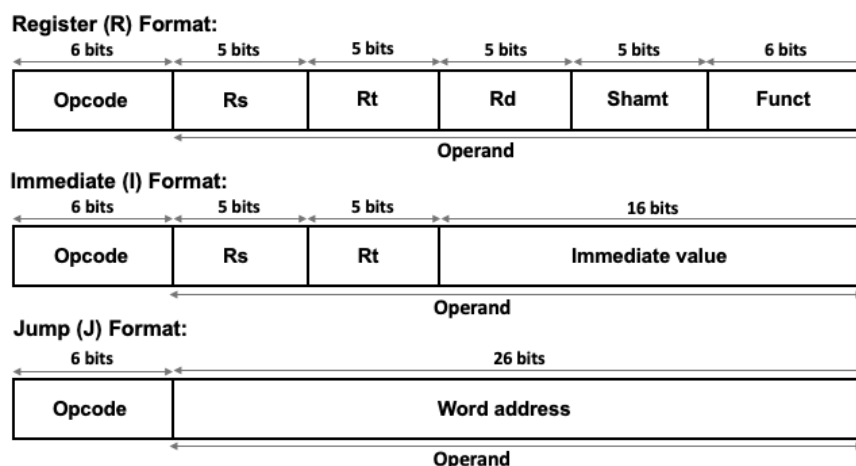 Register (R) Format:
6 bits 5 bits 5 bits 5 bits 5 bits 6 bits
Opcode Rs Rt Rd Shamt Funct
Operand
Immediate (I) Format:
6 bits 5 bits 5 bits 16 bits
Opcode Rs Rt Immediate value
Operand
Jump (J) Format:
6 bits 26 bits
Opcode Word address
Operand